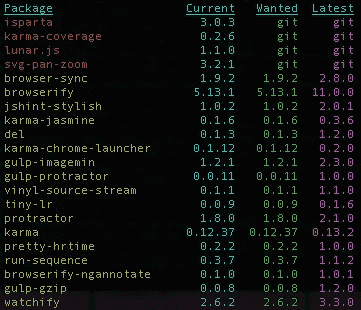 Package Current Wanted Latest
isparta 3.0.3 git git
karma-coverage 0.2.6 git git
lunar.js 1.1.0 git git
svg-pan-zoom 3.2.1 git git
browser-sync 1.9.2 1.9.2 2.8.0
browserify 5.13.1 5.13.1 11.0.0
jshint-stylish 1.0.2 1.0.2 2.0.1
karma-jasmine 0.1.6 0.1.6 0.3.6
del 0.1.3 0.1.3 1.2.0
karma-chrome-launcher 0.1.12 0.1.12 0.2.0
gulp-imagemin 1.2.1 1.2.1 2.3.0
gulp-protractor 0.0.11 0.0.11 1.0.0
vinyl-source-stream 0.1.1 0.1.1 1.1.0
tiny-lr 0.0.9 0.0.9 0.1.6
protractor 1.8.0 1.8.0 2.1.0
karma 0.12.37 0.12.37 0.13.2
pretty-hrtime 0.2.2 0.2.2 1.0.0
run-sequence 0.3.7 0.3.7 1.1.2
browserify-ngannotate 0.1.0 0.1.0 1.0.1
gulp-gzip 0.0.8 0.0.8 1.2.0
watchify 2.6.2 2.6.2 3.3.0